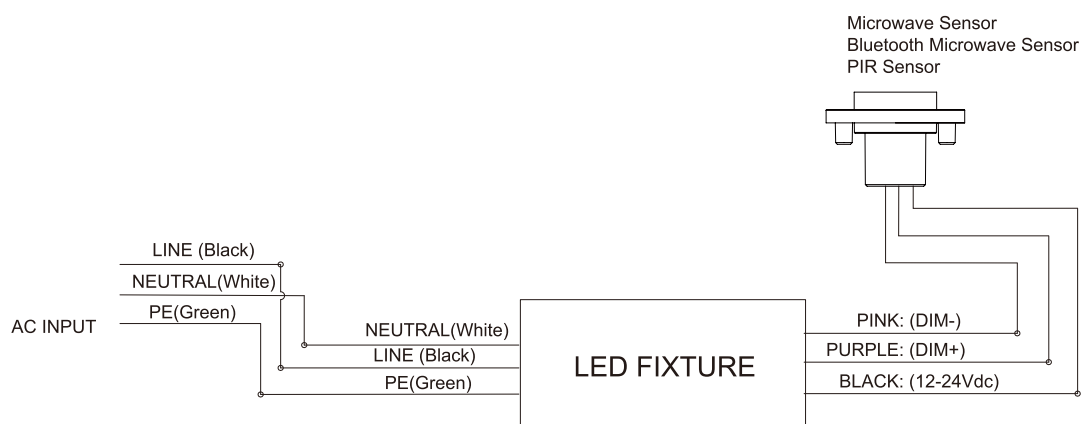 Microwave Sensor
Bluetooth Microwave Sensor
PIR Sensor
LINE (Black)
NEUTRAL(White)
PE(Green)
AC INPUT
NEUTRAL(White)
LINE (Black)
PE(Green)
LED FIXTURE
PINK: (DIM-)
PURPLE: (DIM+)
BLACK: (12-24Vdc)